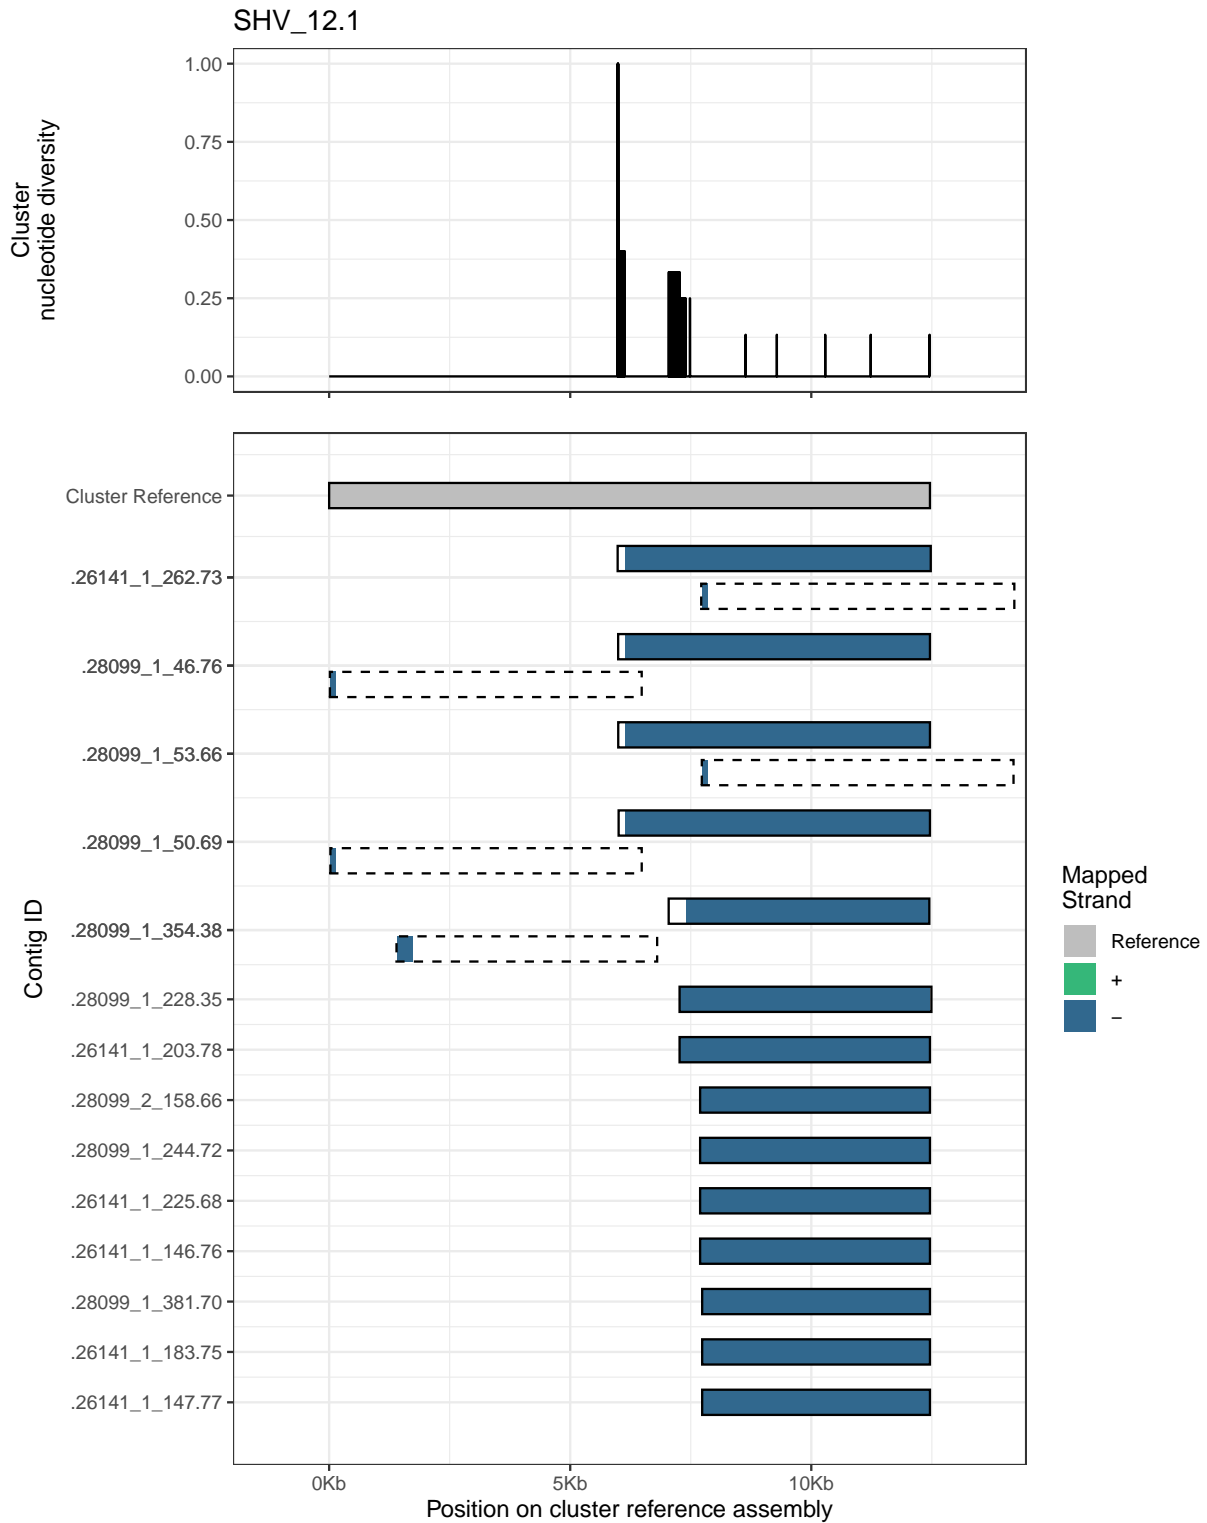 SHV_12.1
Cluster
nucleotide diversity
1.00
0.75
0.50
0.25
0.00
Contig ID
Cluster Reference
.26141_1_262.73
.28099_1_46.76
.28099_1_53.66
.28099_1_50.69
.28099_1_354.38
.28099_1_228.35
.26141_1_203.78
.28099_2_158.66
.28099_1_244.72
.26141_1_225.68
.26141_1_146.76
.28099_1_381.70
.26141_1_183.75
.26141_1_147.77
0Kb
5Kb
10Kb
Position on cluster reference assembly
Mapped
Strand
Reference
+
−